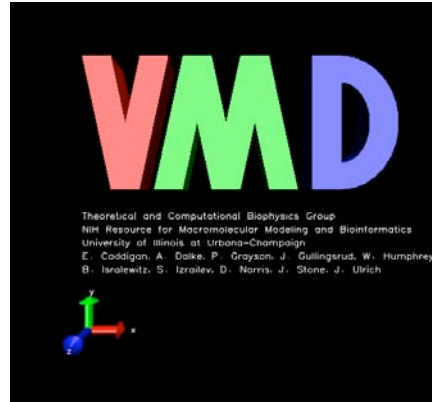 VMD
Theoretical and Computational Biophysics Group
NIH Resource for Macromolecular Modeling and Bioinformatics
University of Illinois at Urbana-Champaign
E. Caddigan, A. Dalke, P. Grayson, J. Gullingsrud, W. Humphrey
B. Isralewitz, S. Izrailev, D. Norris, J. Stone, J. Ulrich
y
x
z